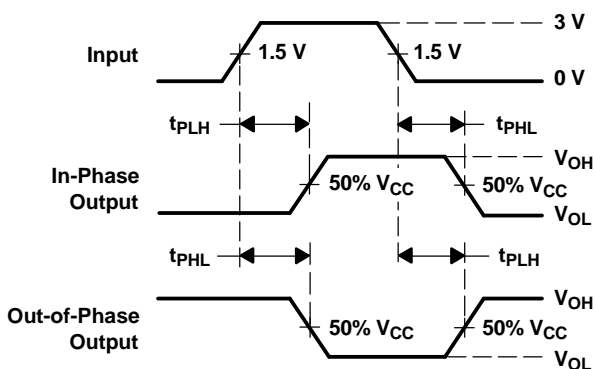 3 V
Input
1.5 V
1.5 V
0 V
tPLH
tPHL
VOH
In-Phase
Output
50% VCC
50% VCC
VOL
tPHL
tPLH
VOH
Out-of-Phase
Output
50% VCC
50% VCC
VOL